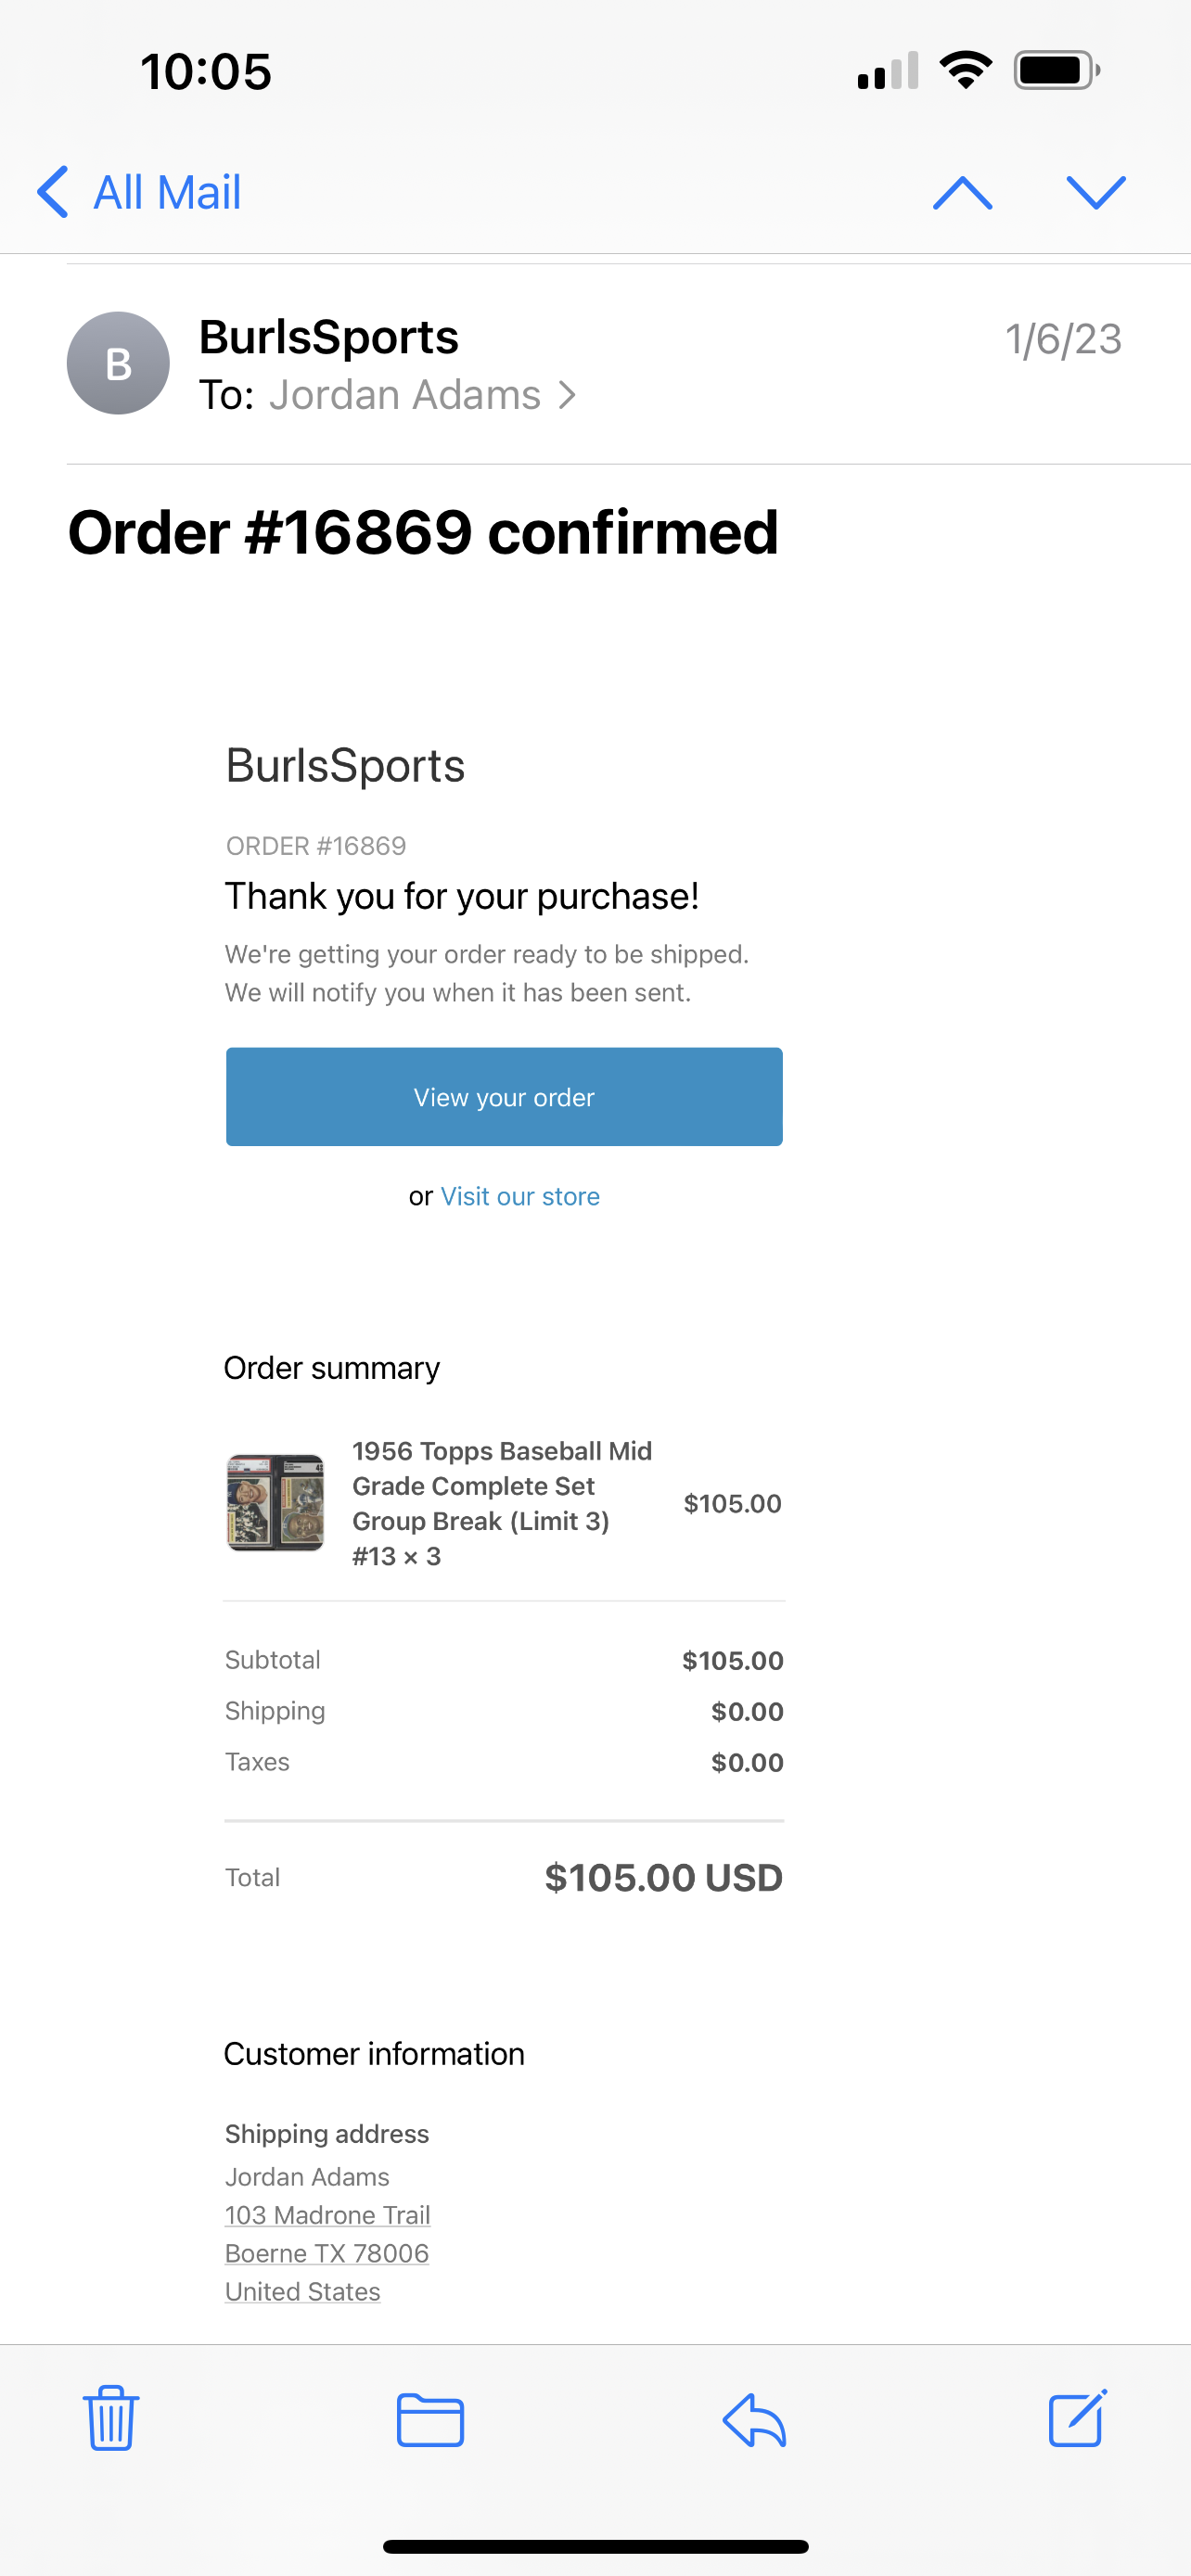 10:05
All Mail
B
BurlsSports
1/6/23
To: Jordan Adams
Order #16869 confirmed
BurlsSports
ORDER #16869
Thank you for your purchase!
We're getting your order ready to be shipped.
We will notify you when it has been sent.
View your order
or Visit our store
Order summary
1956 Topps Baseball Mid
Grade Complete Set
Group Break (Limit 3)
#13 × 3
$105.00
Subtotal $105.00
Shipping $0.00
Taxes $0.00
Total $105.00 USD
Customer information
Shipping address
Jordan Adams
103 Madrone Trail
Boerne TX 78006
United States